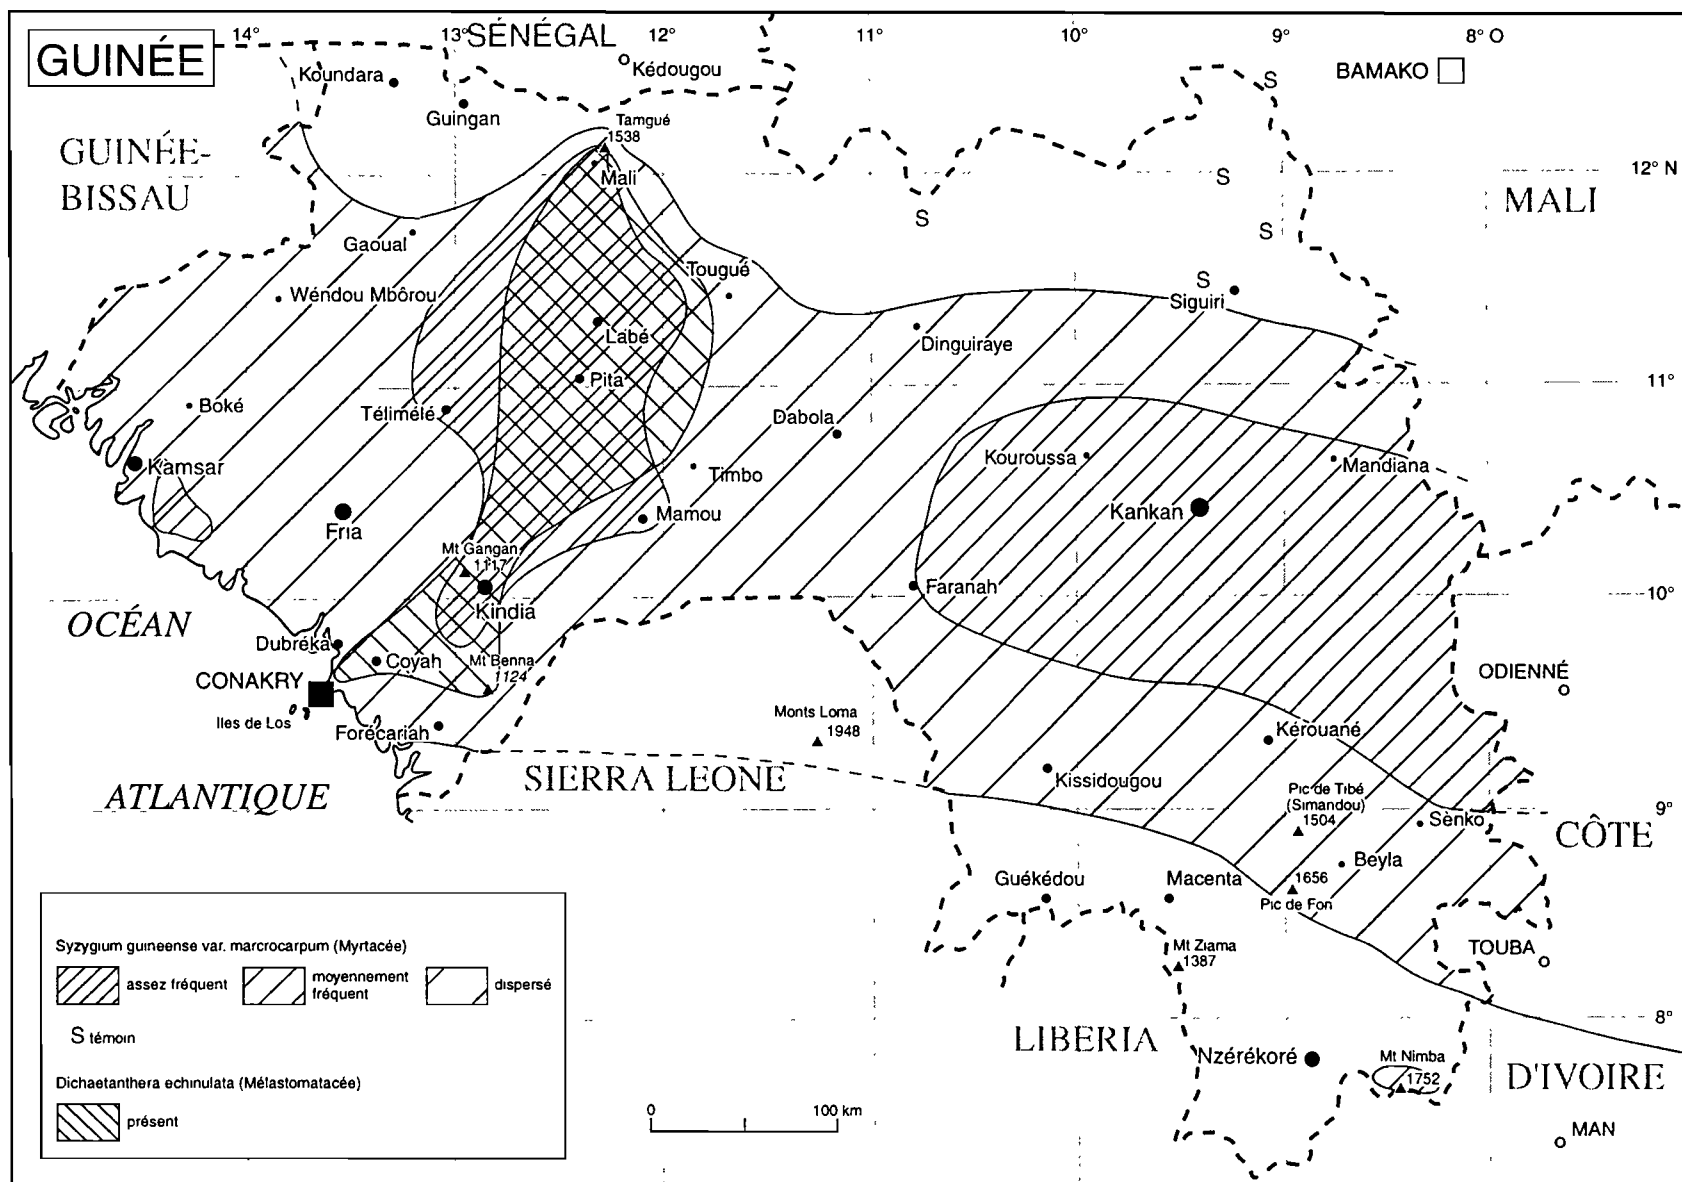 GUINÉE
14°
13°
SÉNÉGAL
12°
11°
10°
9°
8° O
Koundara
Kédougou
BAMAKO
S
Guingan
Tamgué
1538
GUINÉE-
BISSAU
Mali
S
12° N
MALI
S
S
Gaoual
Tougué
Wéndou Mbôrou
S
Siguiri
Labé
Dinguiraye
Pita
11°
Boké
Télimélé
Dabola
Kamsar
Timbo
Kouroussa
Mandiana
Fria
Mamou
Kankan
Mt Gangan
1117
Kindia
Faranah
10°
OCÉAN
Dubréka
Coyah
Mt Benna
1124
CONAKRY
ODIENNÉ
Iles de Los
Forécariah
Monts Loma
1948
Kérouané
SIERRA LEONE
Kissidougou
ATLANTIQUE
Pic de Tibé
(Simandou)
1504
9°
Sènko
CÔTE
Beyla
Guékédou
Macenta
1656
Pic de Fon
Syzygium guineense var. marcrocarpum (Myrtacée)
assez fréquent
moyennement
fréquent
dispersé
S témoin
Dichaetanthera echinulata (Mélastomatacée)
présent
Mt Ziama
1387
TOUBA
8°
LIBERIA
Nzérékoré
Mt Nimba
1752
D'IVOIRE
0
100 km
MAN